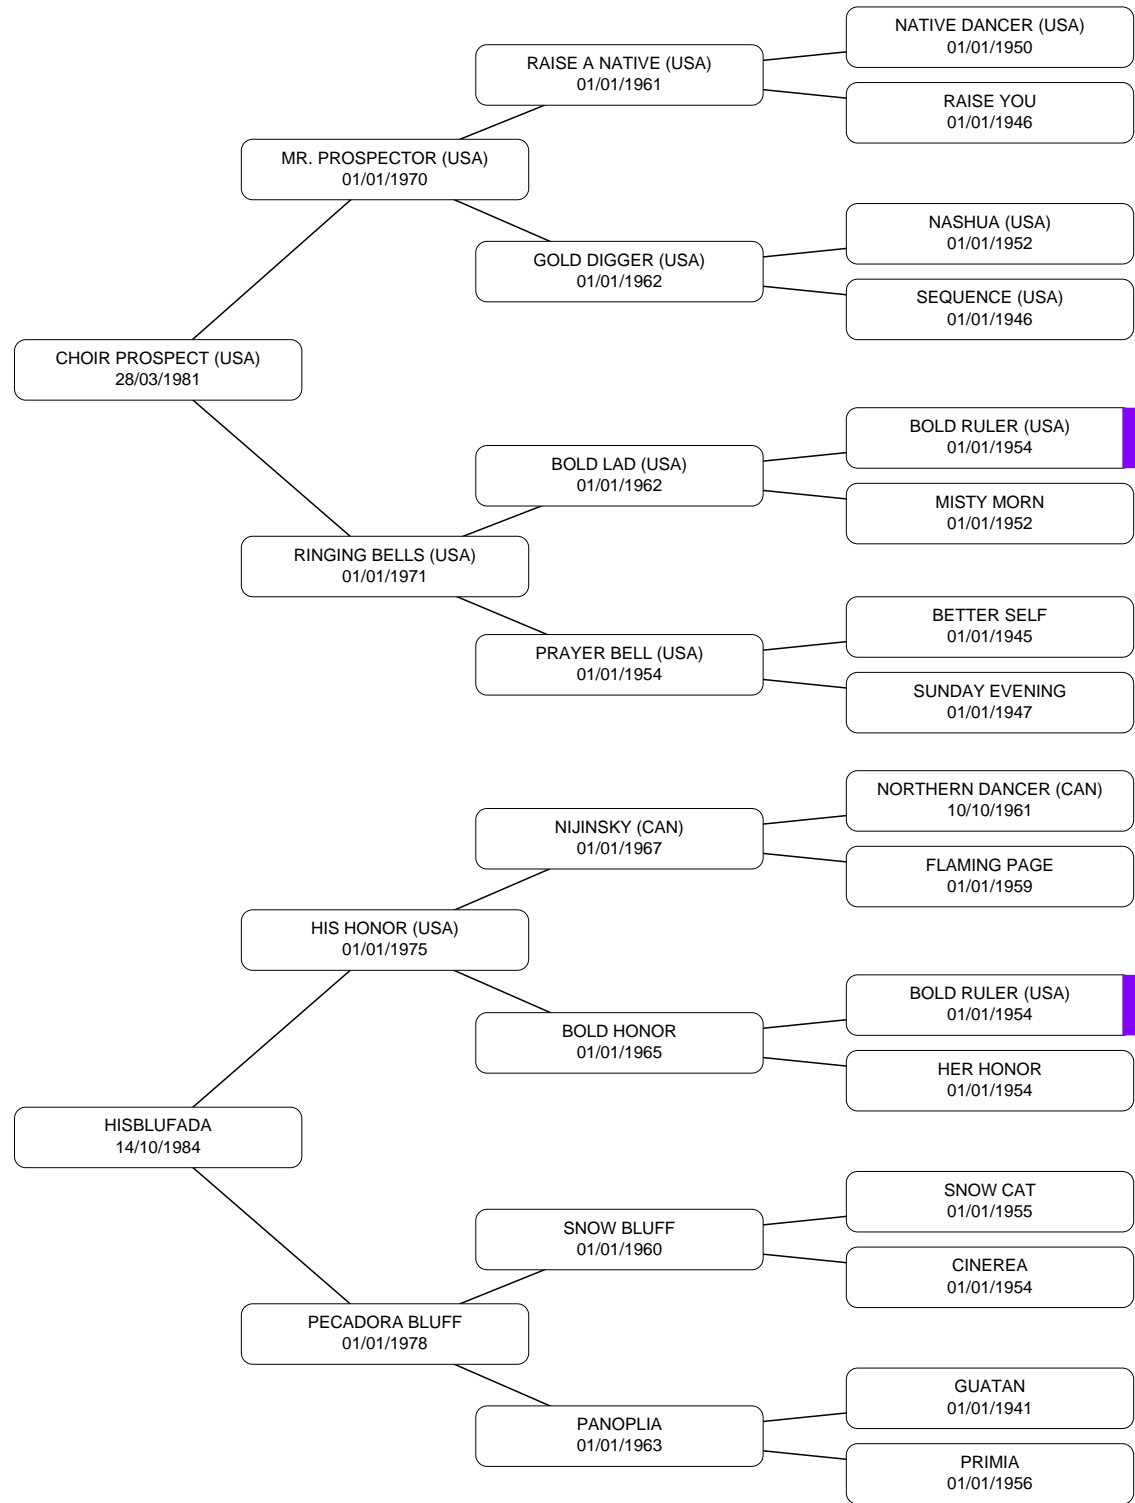 NATIVE DANCER (USA)
01/01/1950
RAISE A NATIVE (USA)
01/01/1961
RAISE YOU
01/01/1946
MR. PROSPECTOR (USA)
01/01/1970
NASHUA (USA)
01/01/1952
GOLD DIGGER (USA)
01/01/1962
SEQUENCE (USA)
01/01/1946
CHOIR PROSPECT (USA)
28/03/1981
BOLD RULER (USA)
01/01/1954
BOLD LAD (USA)
01/01/1962
MISTY MORN
01/01/1952
RINGING BELLS (USA)
01/01/1971
BETTER SELF
01/01/1945
PRAYER BELL (USA)
01/01/1954
SUNDAY EVENING
01/01/1947
NORTHERN DANCER (CAN)
10/10/1961
NIJINSKY (CAN)
01/01/1967
FLAMING PAGE
01/01/1959
HIS HONOR (USA)
01/01/1975
BOLD RULER (USA)
01/01/1954
BOLD HONOR
01/01/1965
HER HONOR
01/01/1954
HISBLUFADA
14/10/1984
SNOW CAT
01/01/1955
SNOW BLUFF
01/01/1960
CINEREA
01/01/1954
PECADORA BLUFF
01/01/1978
GUATAN
01/01/1941
PANOPLIA
01/01/1963
PRIMIA
01/01/1956